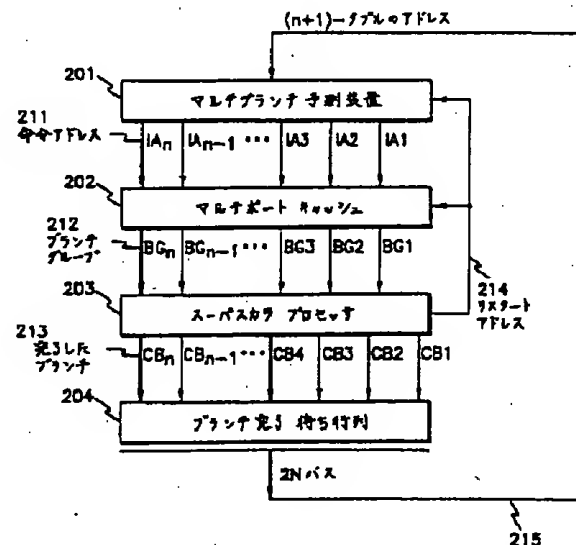 (n+1)-タプルのアドレス
201
マルチブランチ予測装置
211
命令アドレス
IAn IAn-1 ••• IA3 IA2 IA1
202
マルチポート キャッシュ
212
ブランチ
グループ
BGn BGn-1 ••• BG3 BG2 BG1
203
スーパスカラ プロセッサ
214
リスタート
アドレス
213
完了した
ブランチ
CBn CBn-1 ••• CB4 CB3 CB2 CB1
204
ブランチ完了 待ち行列
2Nバス
215